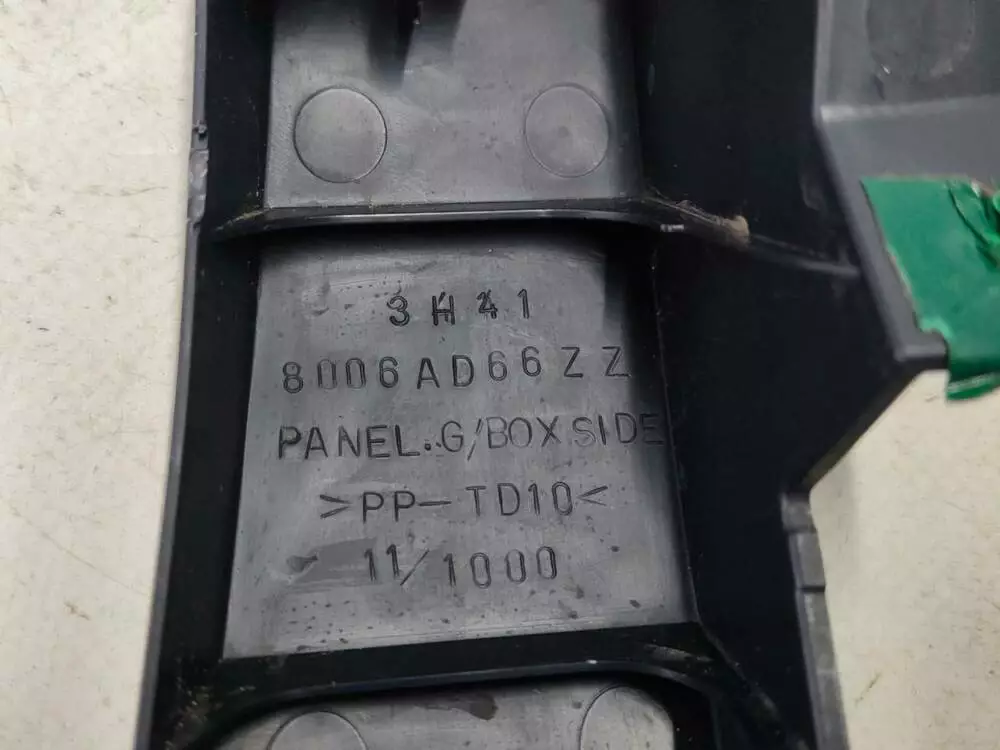 3H41
8006AD66ZZ
PANEL.G/BOX SIDE
>PP-TD10<
11/1000